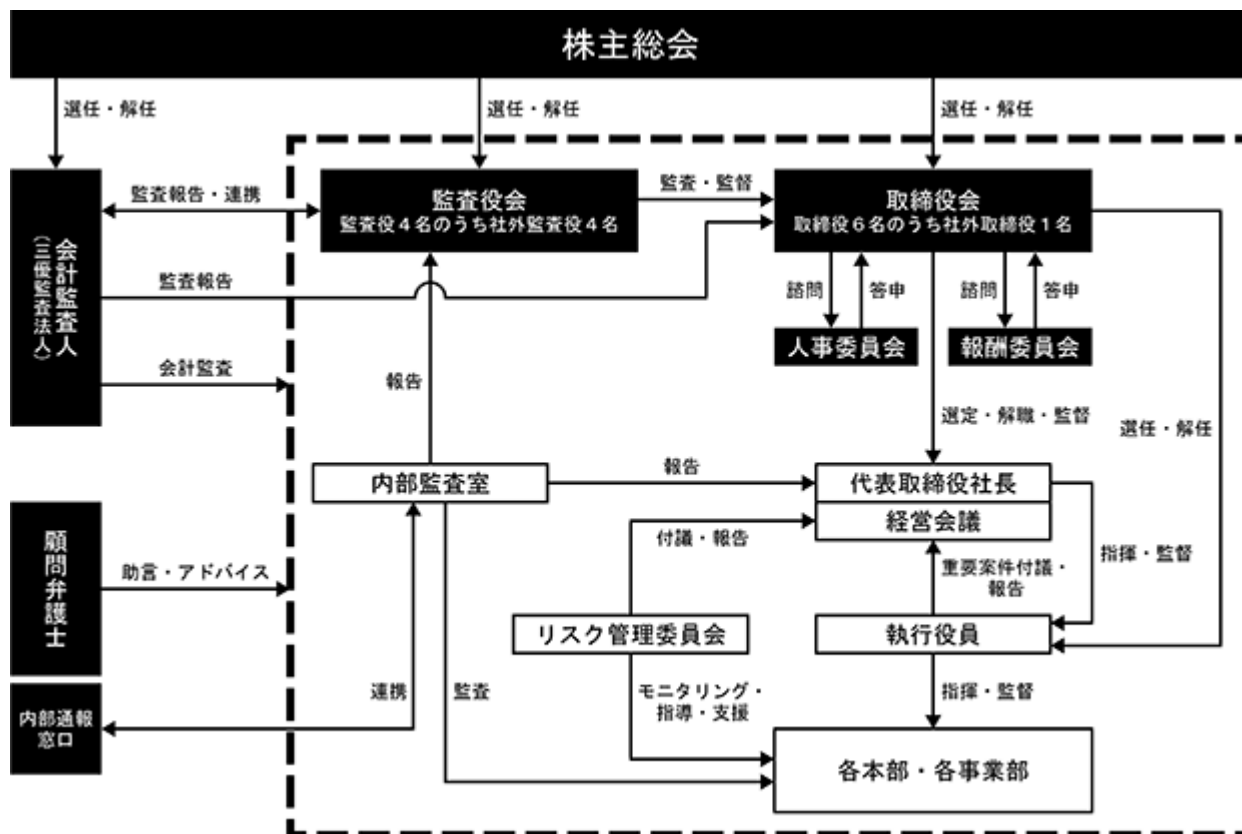 株主総会
選任・解任
選任・解任
選任・解任
監査報告・連携
監査役会
監査役4名のうち社外監査役4名
監査・監督
取締役会
取締役6名のうち社外取締役1名
会計監査人
(三優監査法人)
監査報告
会計監査
諮問
答申
諮問
答申
人事委員会
報酬委員会
報告
選定・解職・監督
選任・解任
内部監査室
報告
代表取締役社長
経営会議
顧問弁護士
助言・アドバイス
付議・報告
重要案件付議・
報告
指揮・監督
リスク管理委員会
執行役員
内部通報
窓口
連携
監査
モニタリング・
指導・支援
指揮・監督
各本部・各事業部